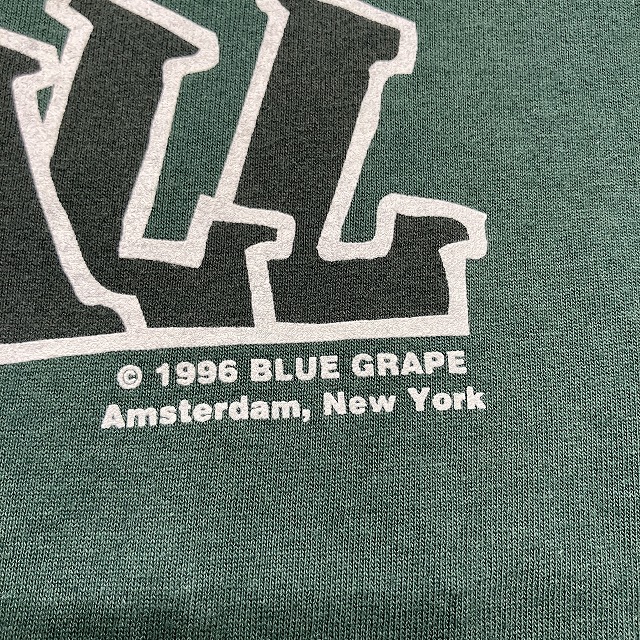 © 1996 BLUE GRAPE
Amsterdam, New York